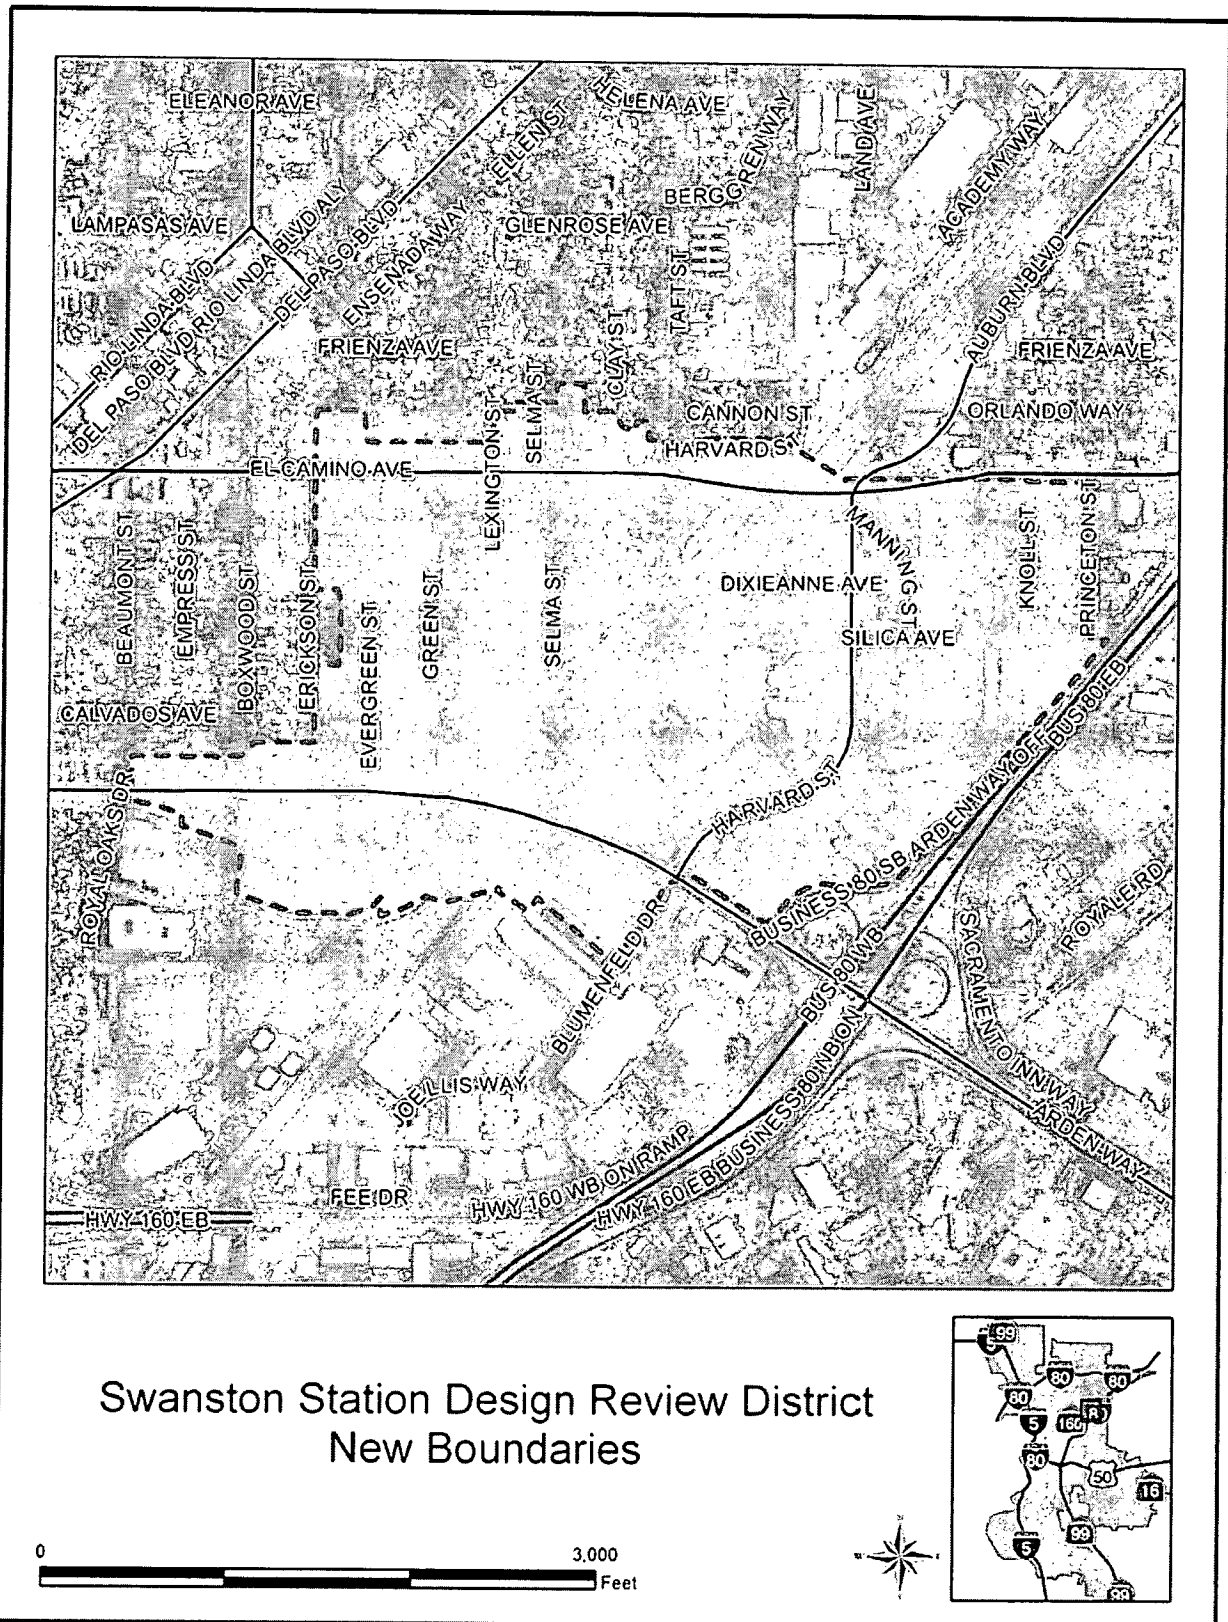 ELEANOR AVE
HELENA AVE
ELLEN ST
BERGGREN WAY
LAND AVE
ACADEMY WAY
LAMPASAS AVE
GLENROSE AVE
RIO LINDA BLVD
DEL PASO BLVD/RIO LINDA BLVD ALY
DEL PASO BLVD
ENSENADA WAY
TAFT ST
AUBURN BLVD
FRIENZA AVE
CLAY ST
FRIENZA AVE
SELMA ST
CANNON ST
ORLANDO WAY
LEXINGTON ST
HARVARD ST
EL CAMINO AVE
BEAUMONT ST
EMPRESS ST
BOXWOOD ST
ERICKSON ST
EVERGREEN ST
GREEN ST
SELMA ST
DIXIEANNE AVE
MANNING ST
SILICA AVE
KNOLL ST
PRINCETON ST
CALVADOS AVE
ROYAL OAKS DR
HARVARD ST
BUSINESS 80 SB ARDEN WAY OFF
BUS 80 EB
BLUMENFELD DR
BUS 80 WB
SACRAMENTO INN WAY
ROYALE RD
JOELLIS WAY
ARDEN WAY
FEE DR
HWY 160 WB ON RAMP
HWY 160 EB BUSINESS 80 NB ON
HWY 160 EB
Swanston Station Design Review District
New Boundaries
0 3,000
Feet
99
80
80
80
5
160
80
50
16
99
5
99